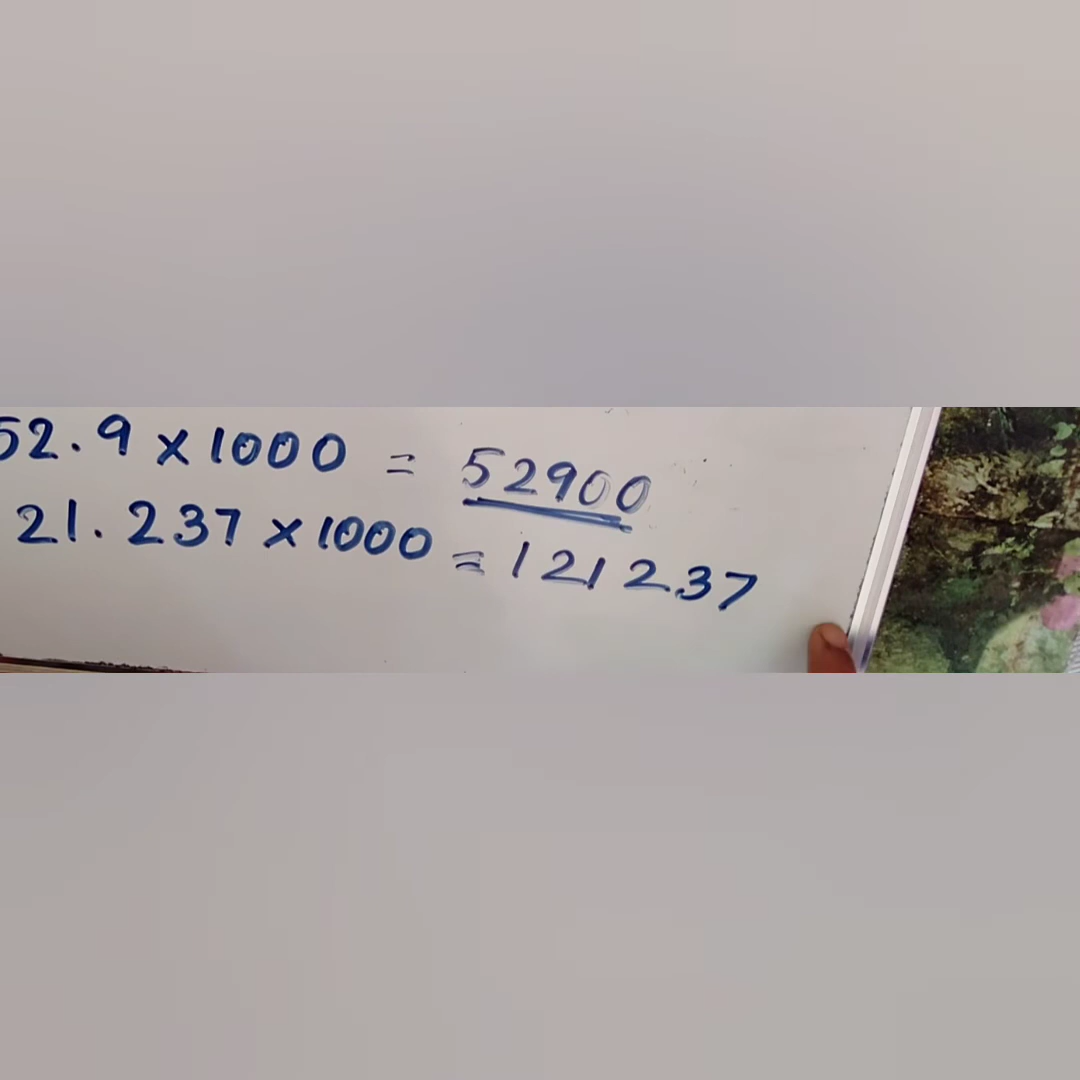 52.9 × 1000 = 52900
21.237 × 1000 = 121237